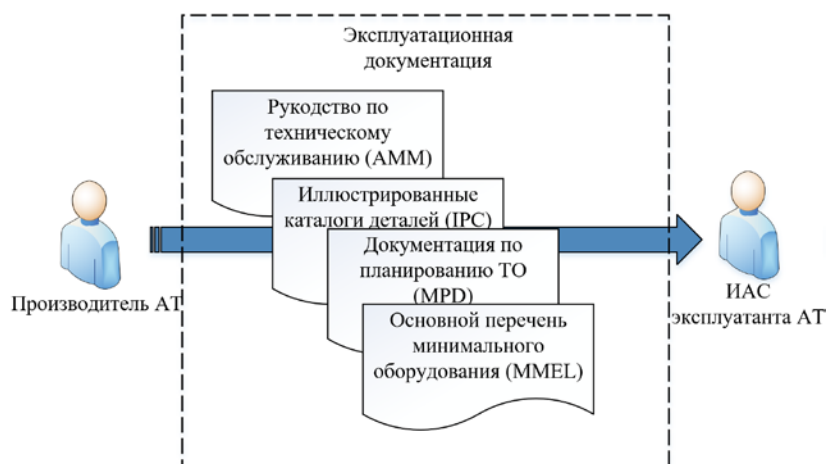 Эксплуатационная
документация
Рукодство по
техническому
обслуживанию (AMM)
Иллюстрированные
каталоги деталей (IPC)
Документация по
планированию ТО
(MPD)
Основной перечень
минимального
оборудования (MMEL)
Производитель АТ
ИАС
эксплуатанта АТ